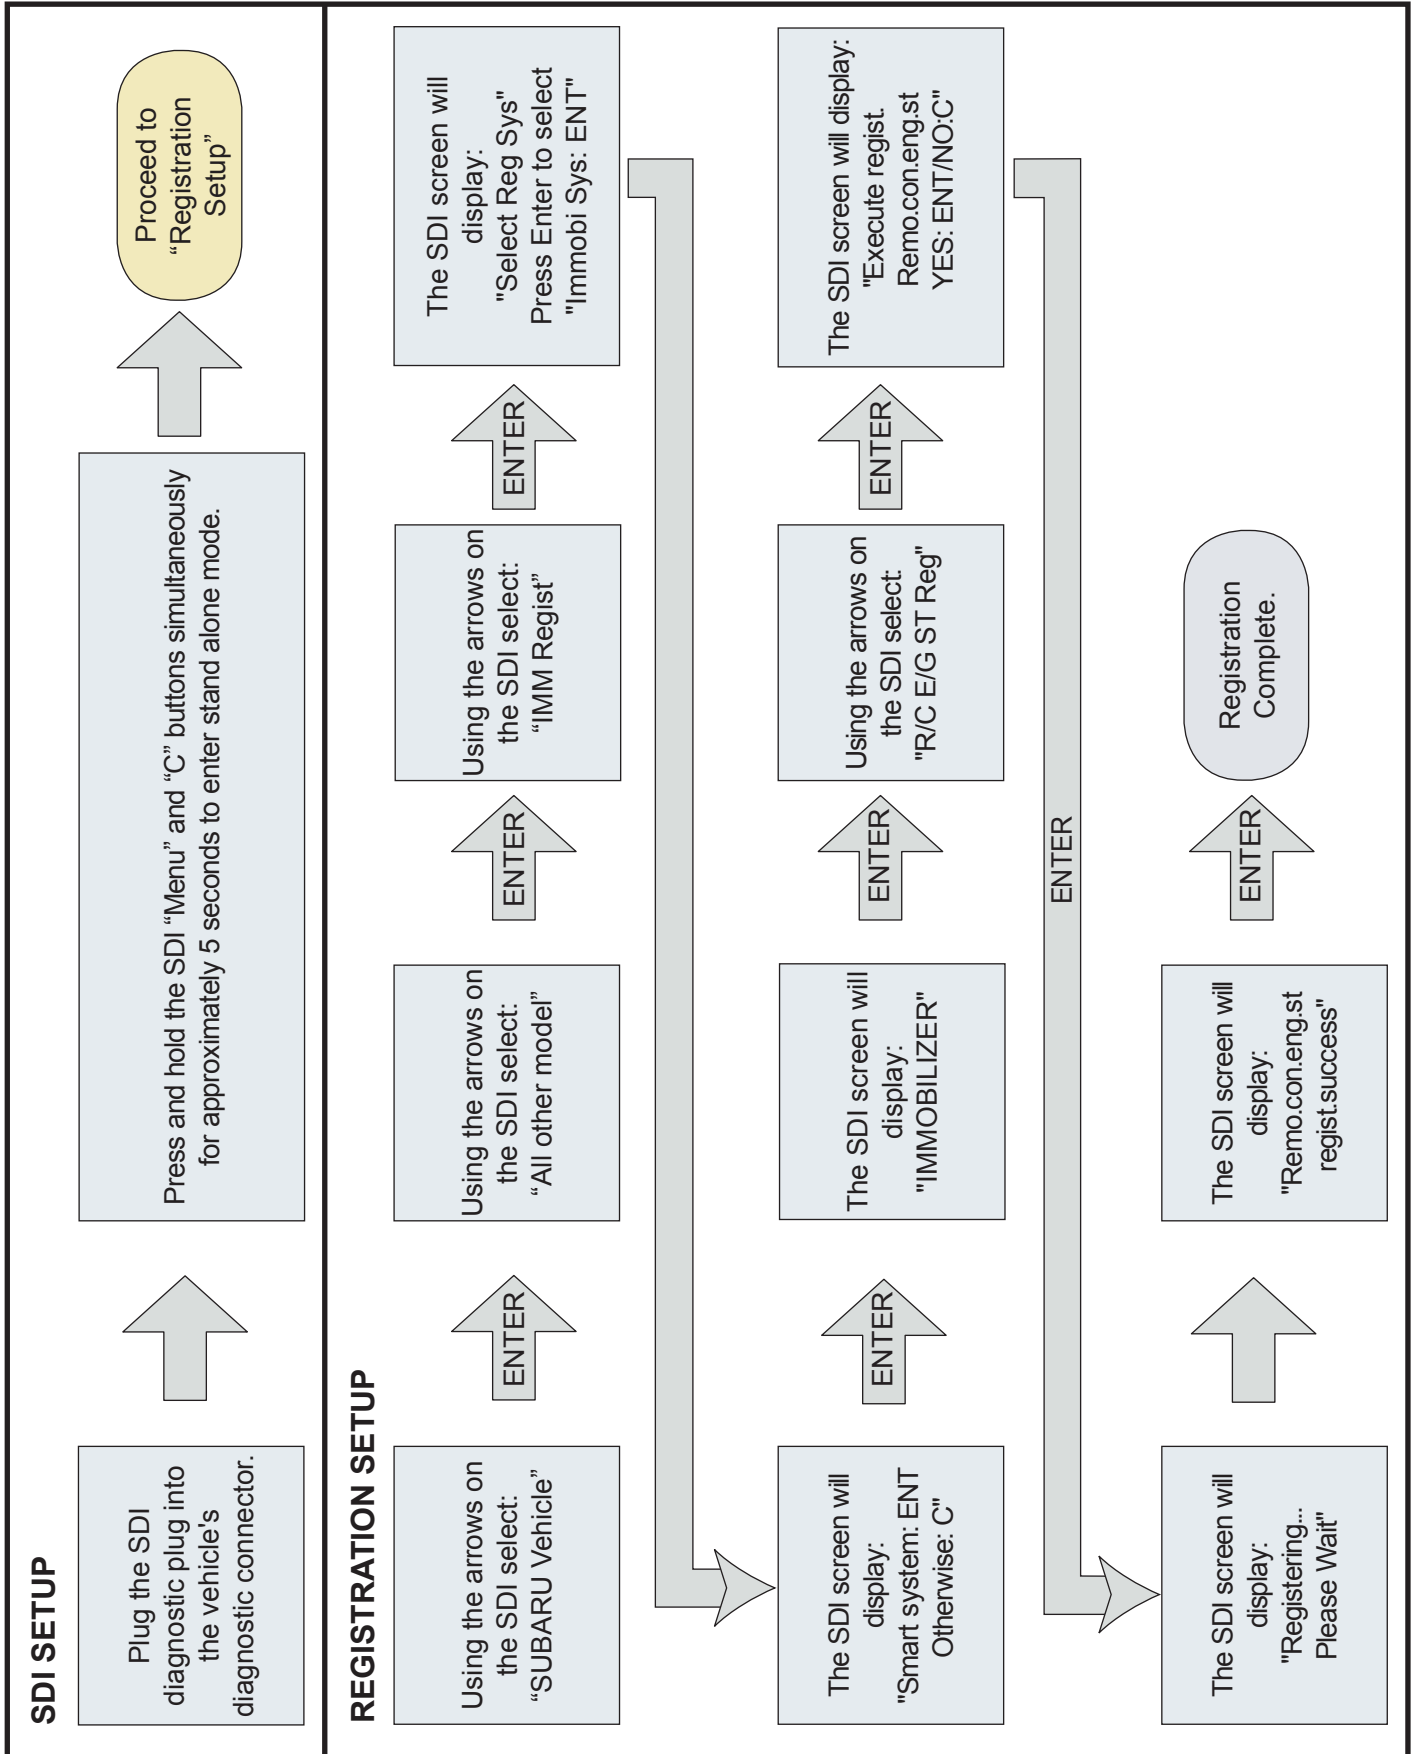 SDI SETUP
Plug the SDI
diagnostic plug into
the vehicle's
diagnostic connector.
Press and hold the SDI “Menu” and “C” buttons simultaneously
for approximately 5 seconds to enter stand alone mode.
Proceed to
“Registration
Setup”
REGISTRATION SETUP
Using the arrows on
the SDI select:
“SUBARU Vehicle”
ENTER
Using the arrows on
the SDI select:
“All other model”
ENTER
Using the arrows on
the SDI select:
“IMM Regist”
ENTER
The SDI screen will
display:
"Select Reg Sys"
Press Enter to select
"Immobi Sys: ENT"
The SDI screen will
display:
"Smart system: ENT
Otherwise: C"
ENTER
The SDI screen will
display:
"IMMOBILIZER"
ENTER
Using the arrows on
the SDI select:
"R/C E/G ST Reg"
ENTER
The SDI screen will display:
"Execute regist.
Remo.con.eng.st
YES: ENT/NO:C"
ENTER
The SDI screen will
display:
"Registering...
Please Wait"
The SDI screen will
display:
"Remo.con.eng.st
regist.success"
ENTER
Registration
Complete.